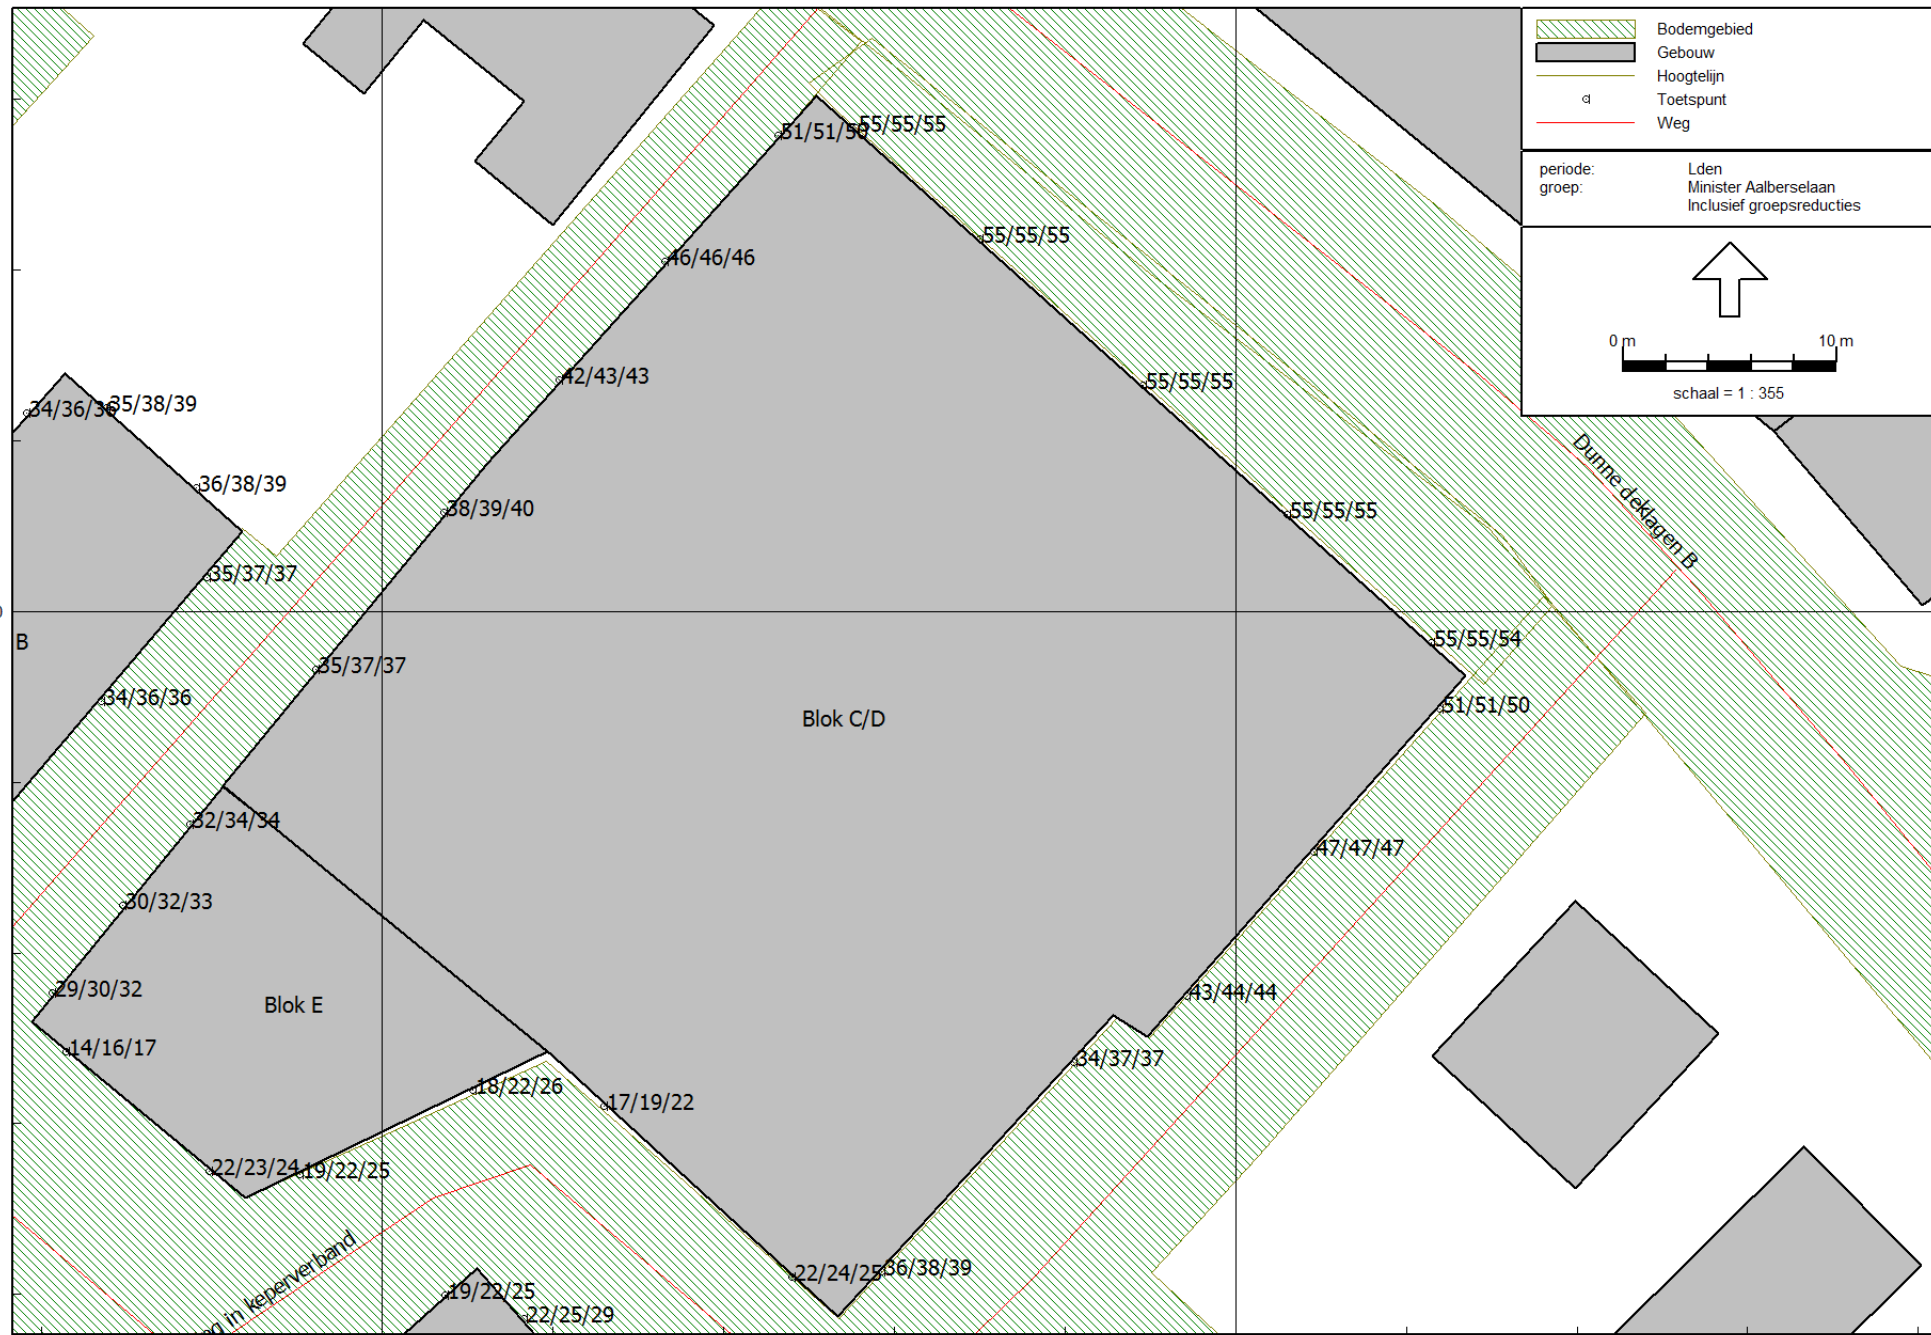 Bodemgebied
Gebouw
Hoogtelijn
Toetspunt
Weg
periode: Lden
groep: Minister Aalberselaan
Inclusief groepsreducties
0 m 10 m
schaal = 1 : 355
51/51/50
55/55/55
55/55/55
46/46/46
42/43/43
55/55/55
34/36/36
35/38/39
36/38/39
38/39/40
55/55/55
Dunne deklagen B
35/37/37
0
B
35/37/37
55/55/54
34/36/36
51/51/50
Blok C/D
32/34/34
47/47/47
30/32/33
29/30/32
Blok E
43/44/44
14/16/17
34/37/37
18/22/26
17/19/22
22/23/24
19/22/25
in keperverband
22/24/25
36/38/39
19/22/25
22/25/29